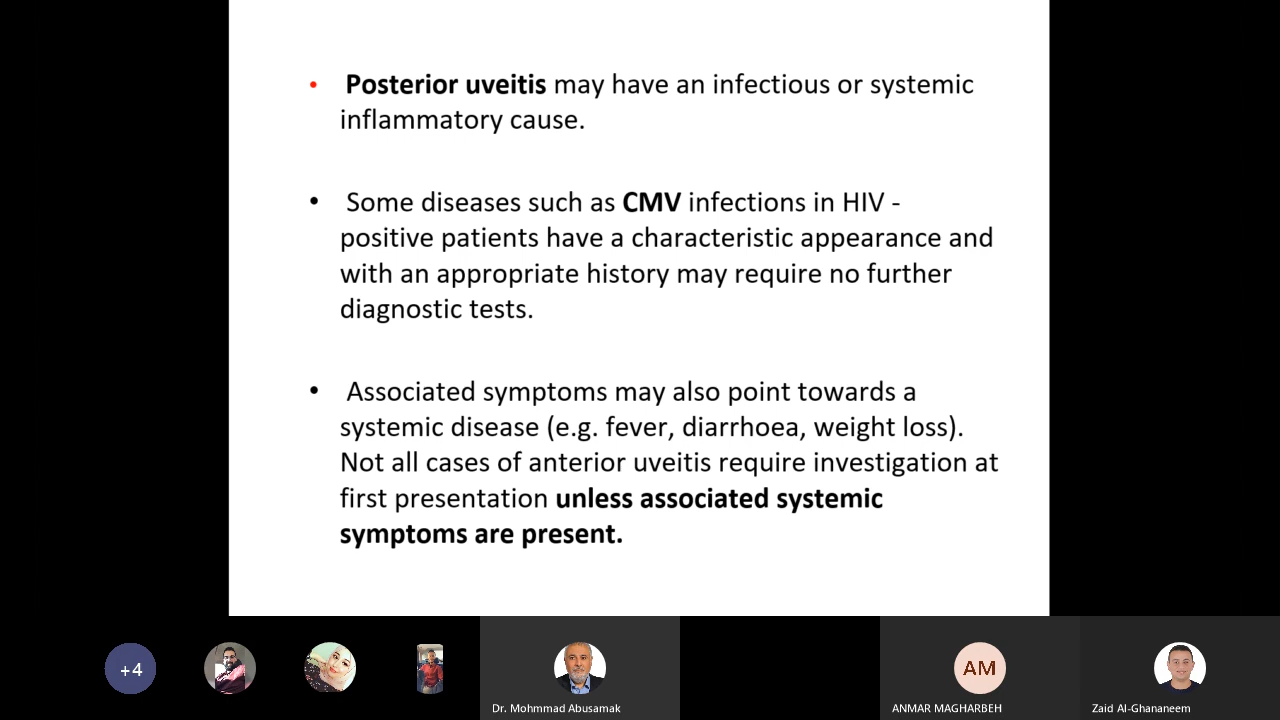 • Posterior uveitis may have an infectious or systemic
inflammatory cause.
• Some diseases such as CMV infections in HIV -
positive patients have a characteristic appearance and
with an appropriate history may require no further
diagnostic tests.
• Associated symptoms may also point towards a
systemic disease (e.g. fever, diarrhoea, weight loss).
Not all cases of anterior uveitis require investigation at
first presentation unless associated systemic
symptoms are present.
+4
AM
Dr. Mohmmad Abusamak
ANMAR MAGHARBEH
Zaid Al-Ghananeem